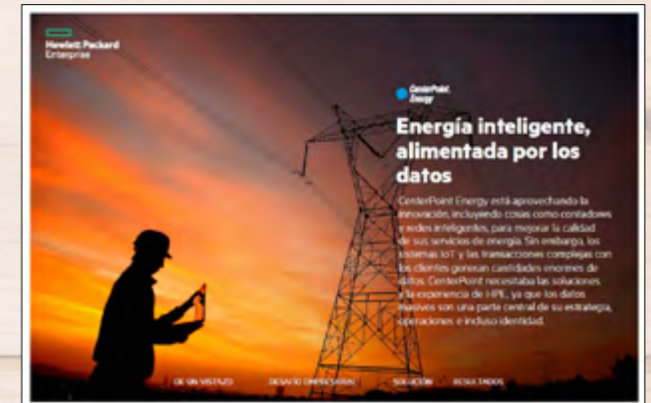 Hewlett Packard
Enterprise
CenterPoint.
Energy
Energía inteligente,
alimentada por los
datos
CenterPoint Energy está aprovechando la
innovación, incluyendo cosas como contadores
y redes inteligentes, para mejorar la calidad
de sus servicios de energía. Sin embargo, los
sistemas IoT y las transacciones complejas con
los clientes generan cantidades enormes de
datos. CenterPoint necesitaba las soluciones
y la experiencia de HPE, ya que los datos
masivos son una parte central de su estrategia,
operaciones e incluso identidad.
DE UN VISTAZO DESAFÍO EMPRESARIAL SOLUCIÓN RESULTADOS